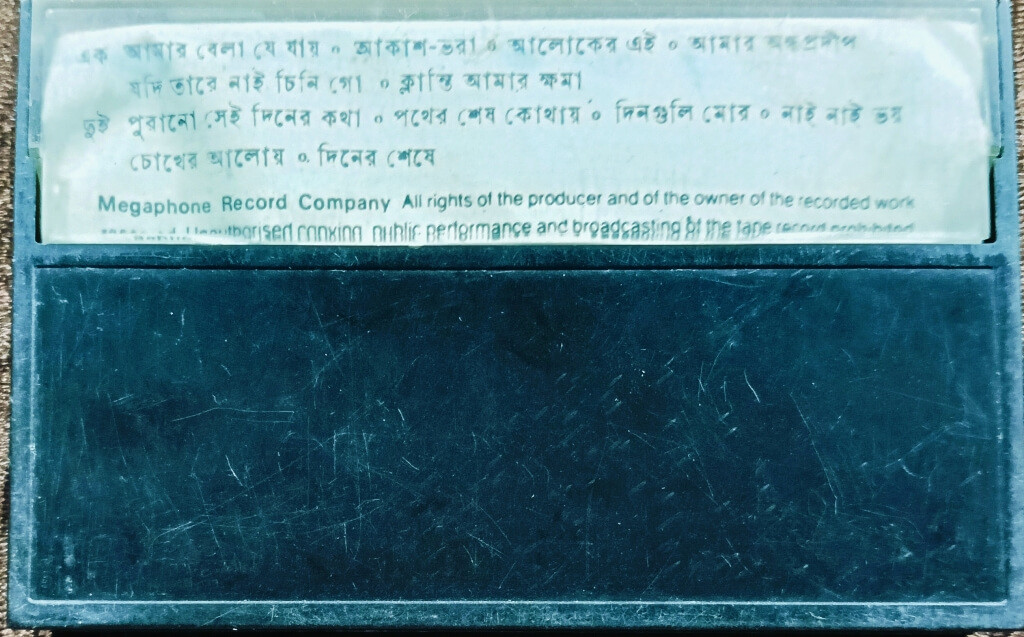 এক আমার বেলা যে যায় ০ আকাশ-ভরা ০ আলোকের এই ০ আমার অন্ধপ্রদীপ
যদি তারে নাই চিনি গো ০ ক্লান্তি আমার ক্ষমা
দুই পুরানো সেই দিনের কথা ০ পথের শেষ কোথায় ০ দিনগুলি মোর ০ নাই নাই ভয়
চোখের আলোয় ০ দিনের শেষে
Megaphone Record Company All rights of the producer and of the owner of the recorded work
Unauthorised copying public performance and broadcasting of the tape record prohibited